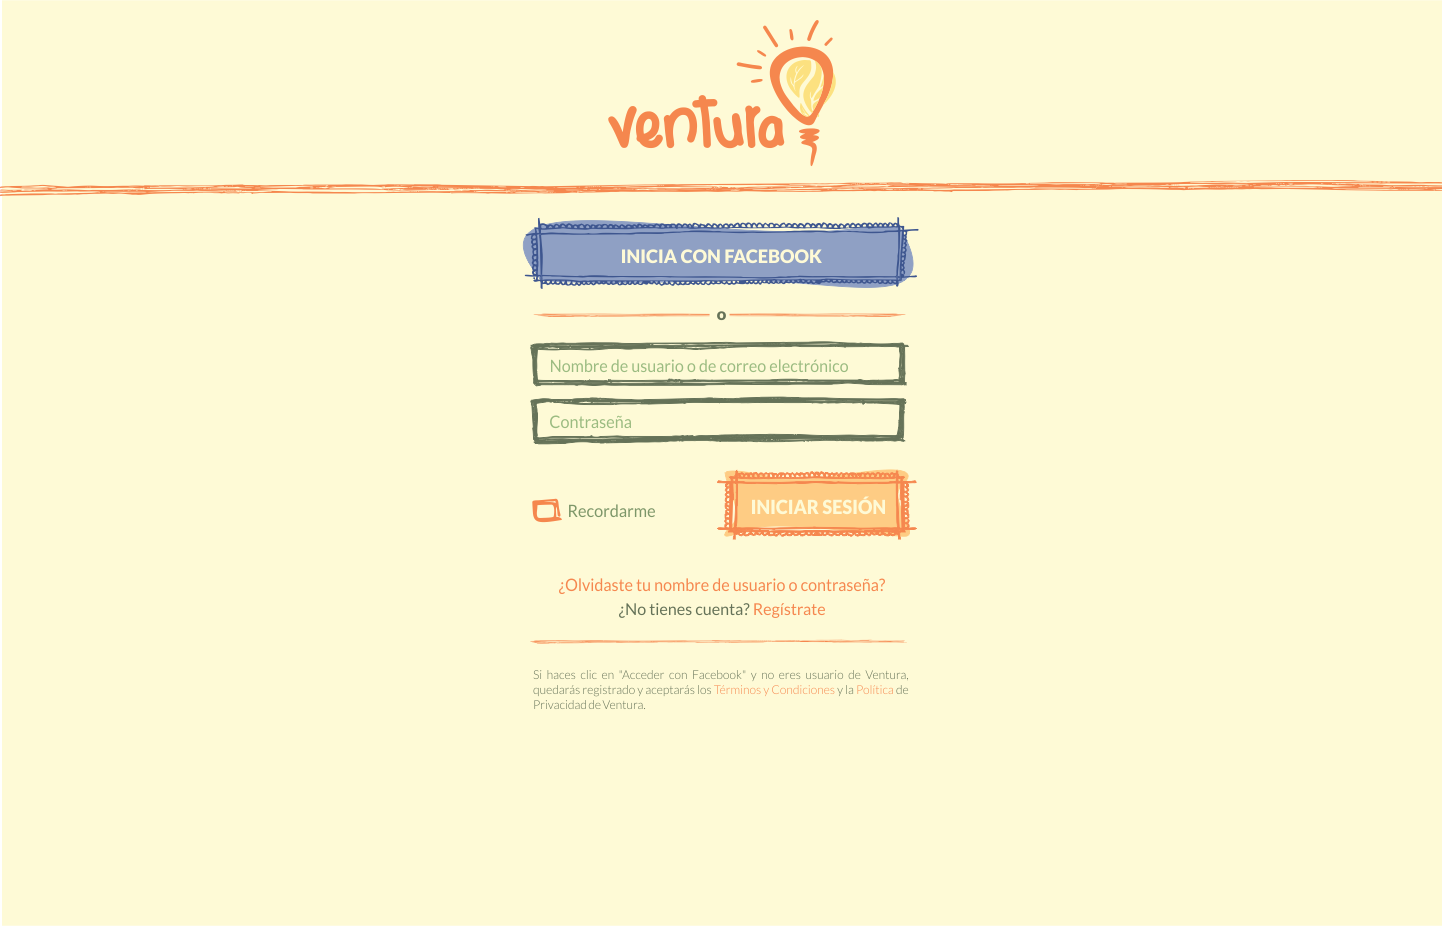 ventura
INICIA CON FACEBOOK
o
Nombre de usuario o de correo electrónico
Contraseña
Recordarme
INICIAR SESIÓN
¿Olvidaste tu nombre de usuario o contraseña?
¿No tienes cuenta? Regístrate
Si haces clic en "Acceder con Facebook" y no eres usuario de Ventura,
quedarás registrado y aceptarás los Términos y Condiciones y la Política de
Privacidad de Ventura.